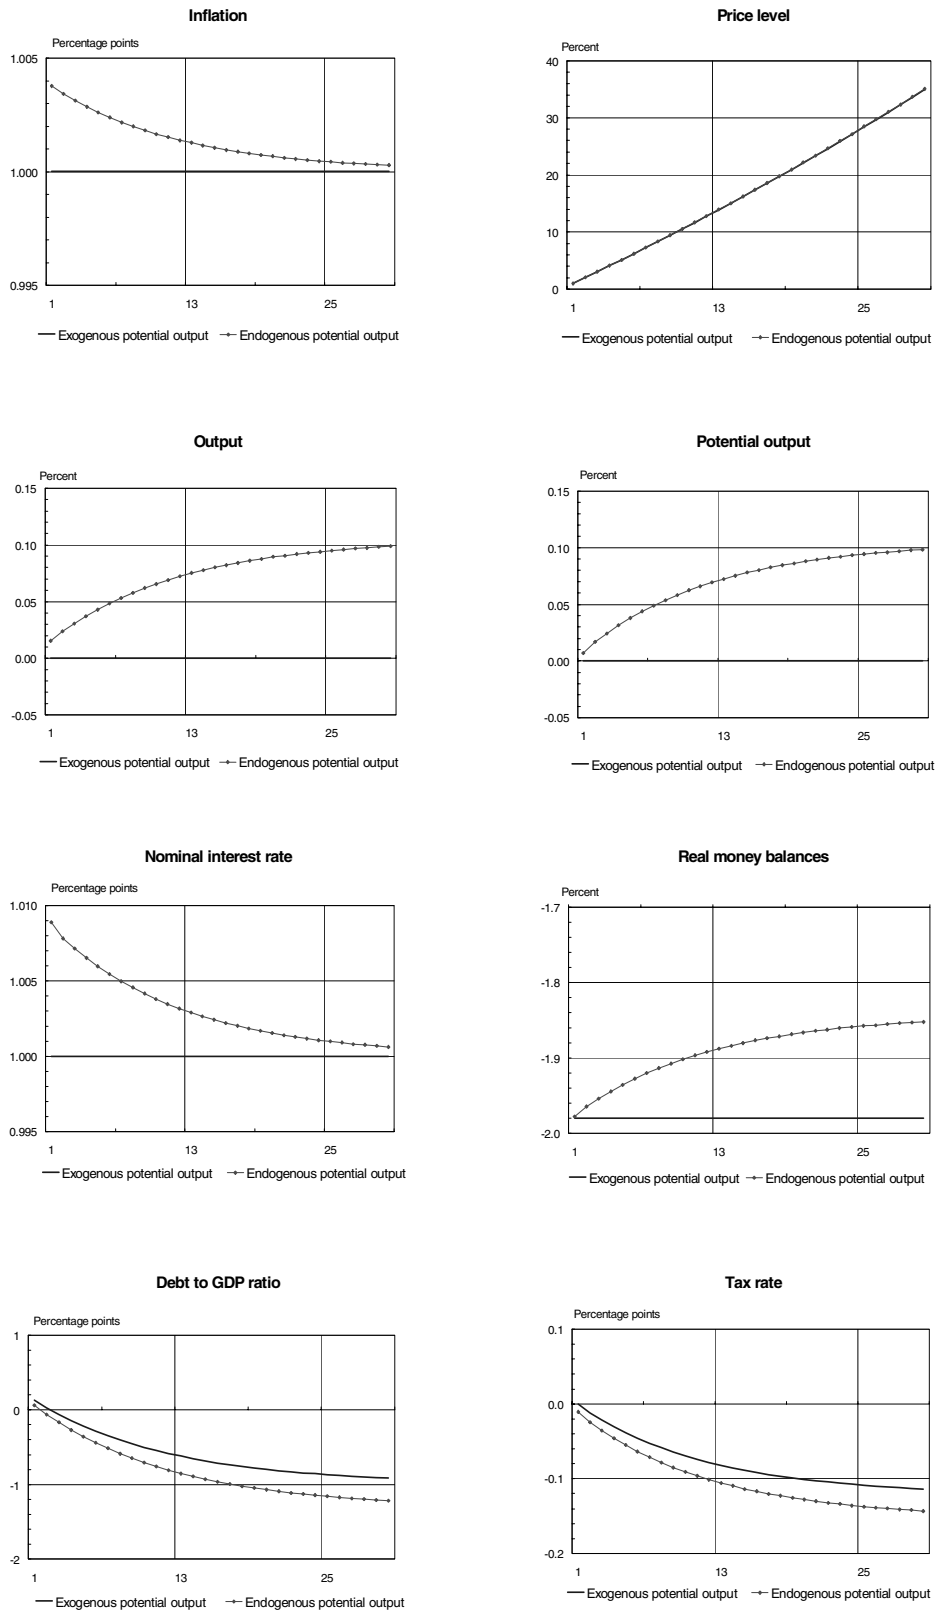 Inflation
Percentage points
1.005
1.000
0.995
1 13 25
Exogenous potential output Endogenous potential output
Price level
Percent
40
30
20
10
0
1 13 25
Exogenous potential output Endogenous potential output
Output
Percent
0.15
0.10
0.05
0.00
-0.05
1 13 25
Exogenous potential output Endogenous potential output
Potential output
Percent
0.15
0.10
0.05
0.00
-0.05
1 13 25
Exogenous potential output Endogenous potential output
Nominal interest rate
Percentage points
1.010
1.005
1.000
0.995
1 13 25
Exogenous potential output Endogenous potential output
Real money balances
Percent
-1.7
-1.8
-1.9
-2.0
1 13 25
Exogenous potential output Endogenous potential output
Debt to GDP ratio
Percentage points
1
0
-1
-2
1 13 25
Exogenous potential output Endogenous potential output
Tax rate
Percentage points
0.1
0.0
-0.1
-0.2
1 13 25
Exogenous potential output Endogenous potential output